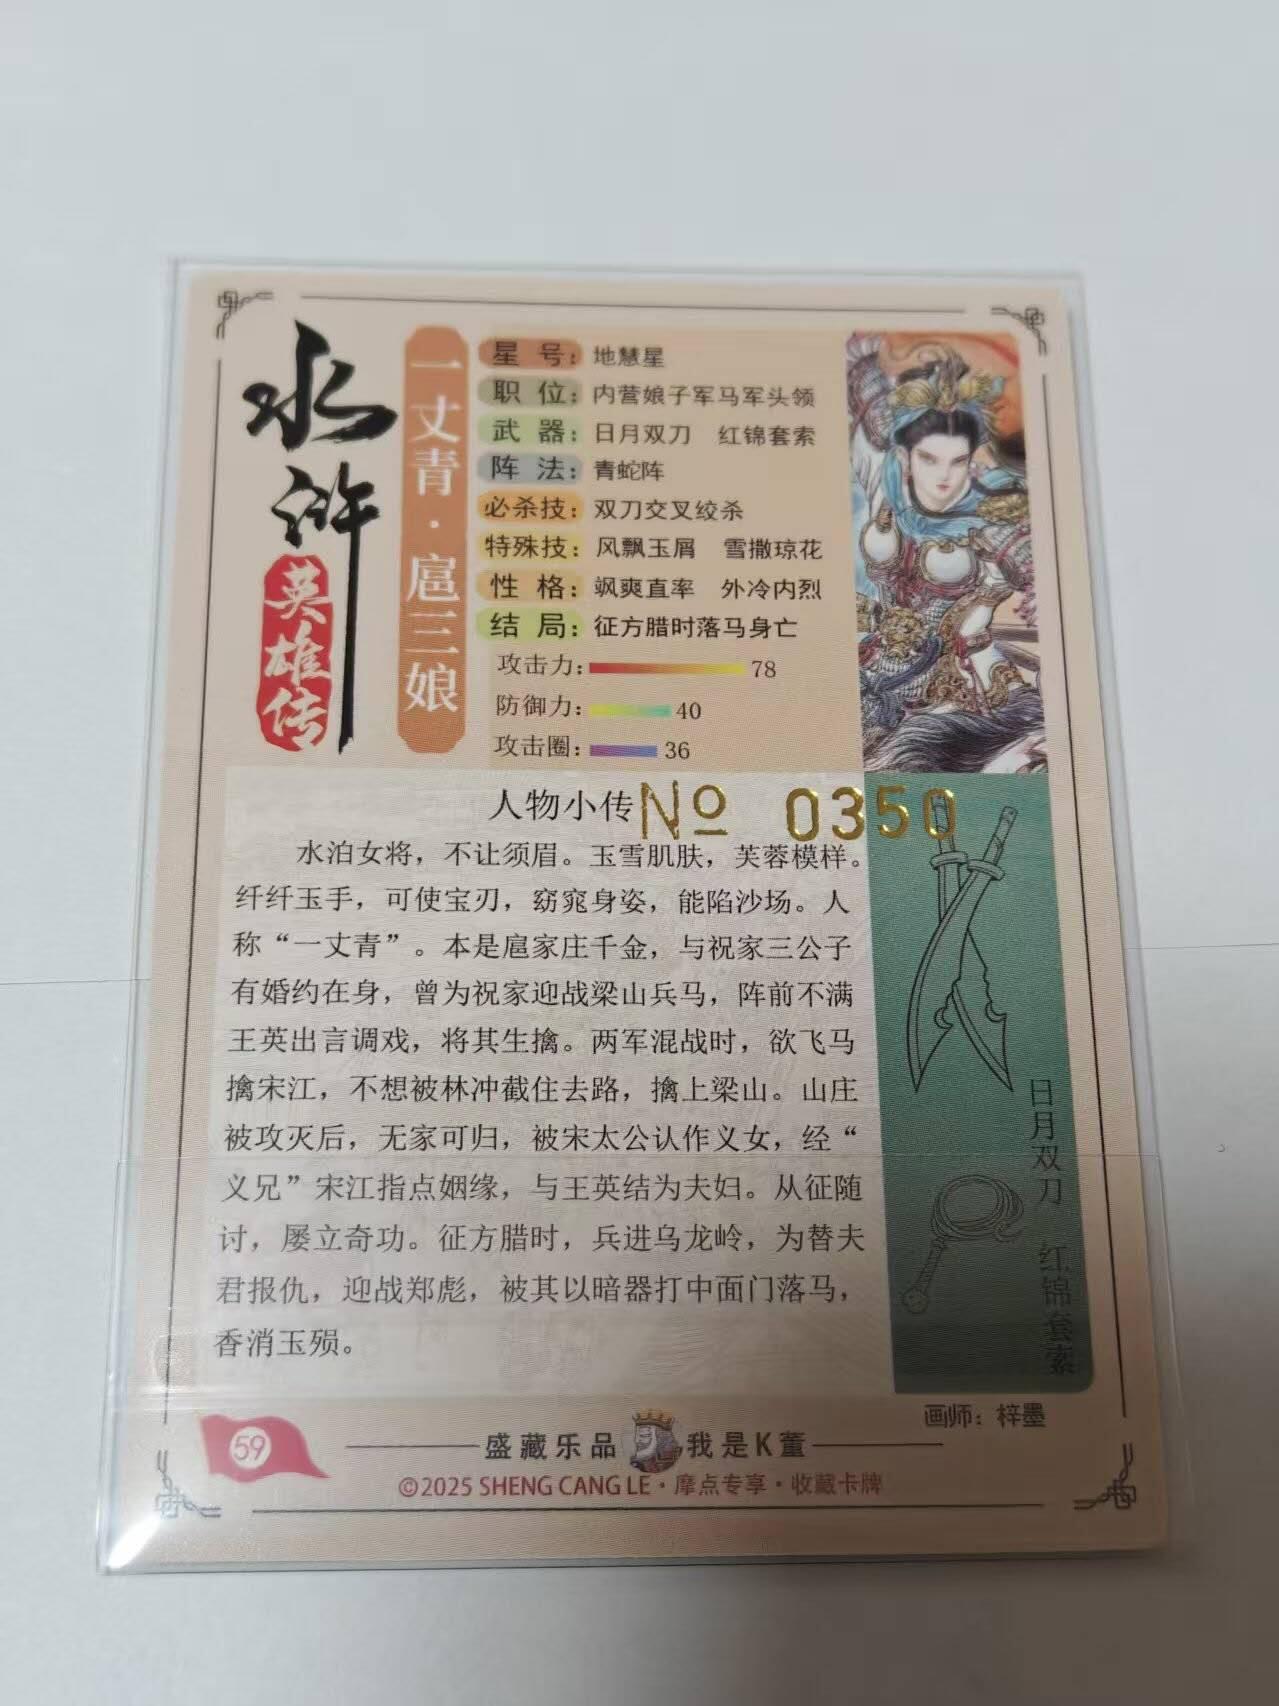 水浒
英雄传
一丈青·扈三娘
星号：地慧星
职位：内营娘子军马军头领
武器：日月双刀 红锦套索
阵法：青蛇阵
必杀技：双刀交叉绞杀
特殊技：风飘玉屑 雪撒琼花
性格：飒爽直率 外冷内烈
结局：征方腊时落马身亡
攻击力：78
防御力：40
攻击圈：36
人物小传
No 0350
水泊女将，不让须眉。玉雪肌肤，芙蓉模样。
纤纤玉手，可使宝刃，窈窕身姿，能陷沙场。人
称“一丈青”。本是扈家庄千金，与祝家三公子
有婚约在身，曾为祝家迎战梁山兵马，阵前不满
王英出言调戏，将其生擒。两军混战时，欲飞马
擒宋江，不想被林冲截住去路，擒上梁山。山庄
被攻灭后，无家可归，被宋太公认作义女，经“
义兄”宋江指点姻缘，与王英结为夫妇。从征随
讨，屡立奇功。征方腊时，兵进乌龙岭，为替夫
君报仇，迎战郑彪，被其以暗器打中面门落马，
香消玉殒。
日月双刀 红锦套索
画师：梓墨
59
盛藏乐品 我是K董
©2025 SHENG CANG LE·摩点专享·收藏卡牌